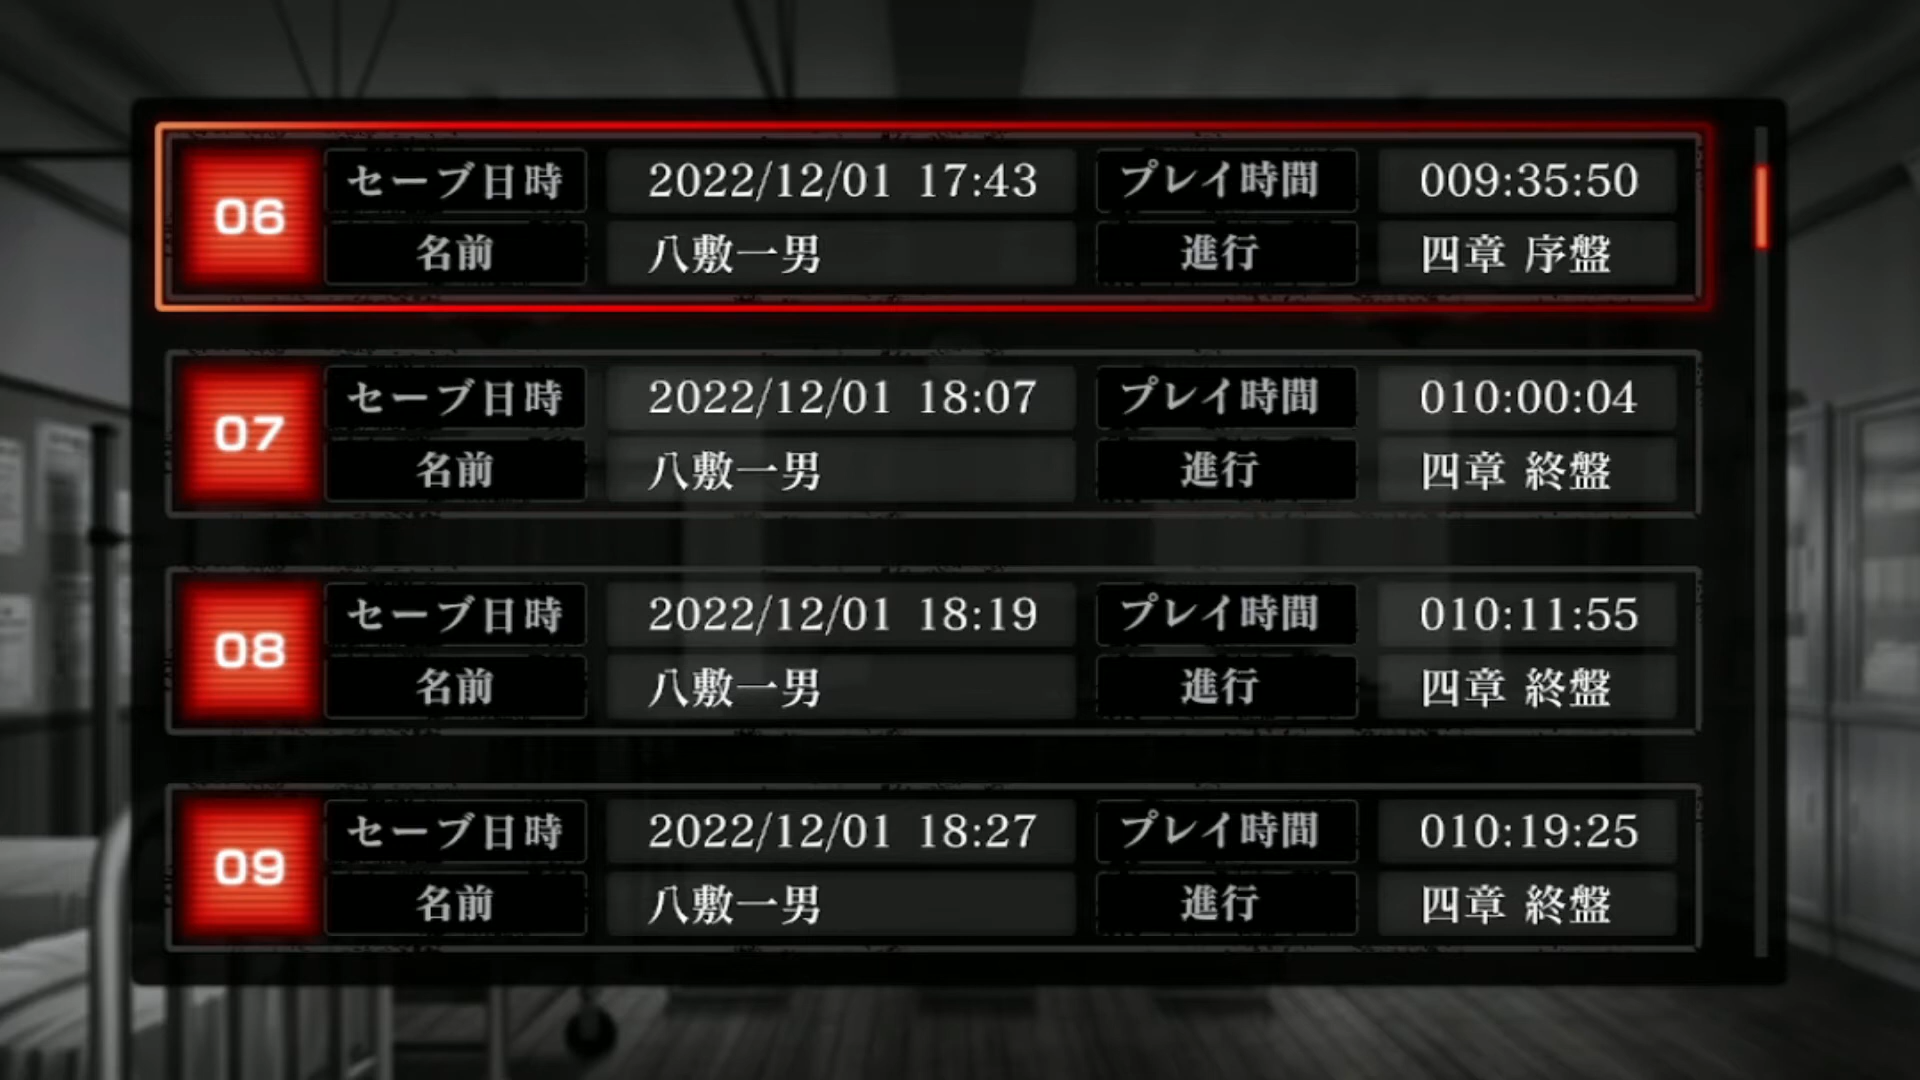 06 セーブ日時 2022/12/01 17:43 プレイ時間 009:35:50
名前 八敷一男 進行 四章 序盤
07 セーブ日時 2022/12/01 18:07 プレイ時間 010:00:04
名前 八敷一男 進行 四章 終盤
08 セーブ日時 2022/12/01 18:19 プレイ時間 010:11:55
名前 八敷一男 進行 四章 終盤
09 セーブ日時 2022/12/01 18:27 プレイ時間 010:19:25
名前 八敷一男 進行 四章 終盤